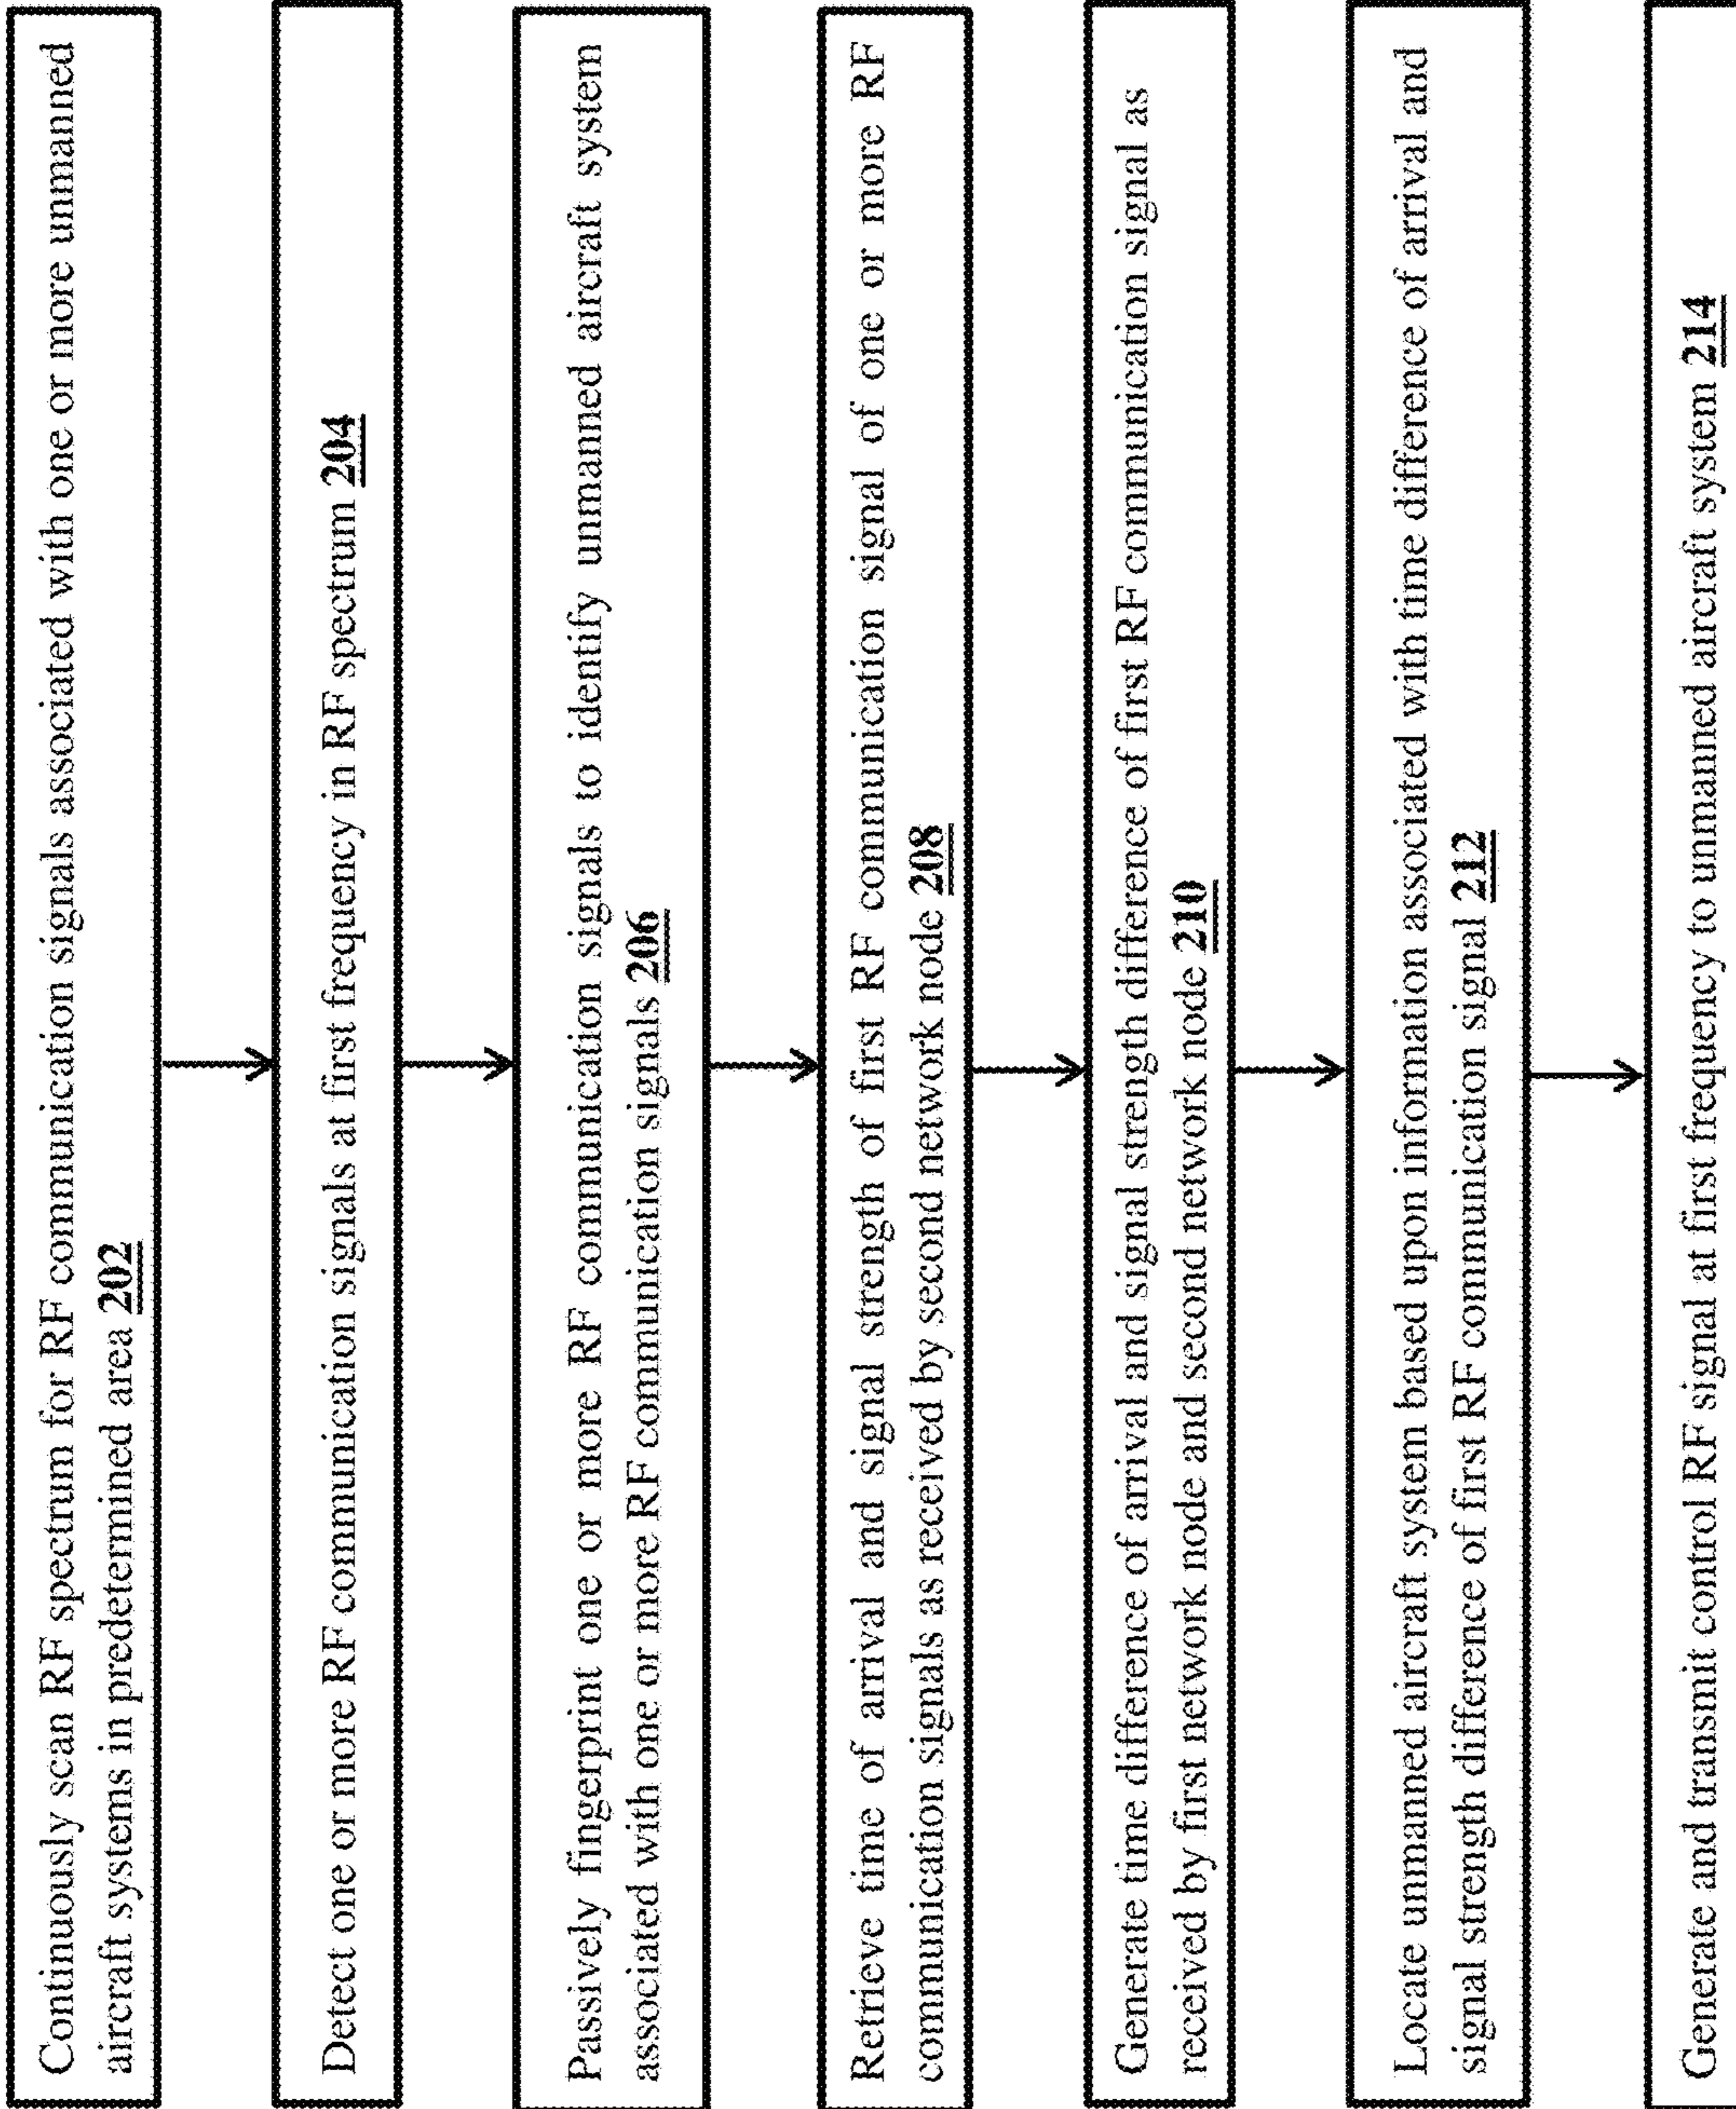 Continuously scan RF spectrum for RF communication signals associated with one or more unmanned
aircraft systems in predetermined area 202
Detect one or more RF communication signals at first frequency in RF spectrum 204
Passively fingerprint one or more RF communication signals to identify unmanned aircraft system
associated with one or more RF communication signals 206
Retrieve time of arrival and signal strength of first RF communication signal of one or more RF
communication signals as received by second network node 208
Generate time difference of arrival and signal strength difference of first RF communication signal as
received by first network node and second network node 210
Locate unmanned aircraft system based upon information associated with time difference of arrival and
signal strength difference of first RF communication signal 212
Generate and transmit control RF signal at first frequency to unmanned aircraft system 214